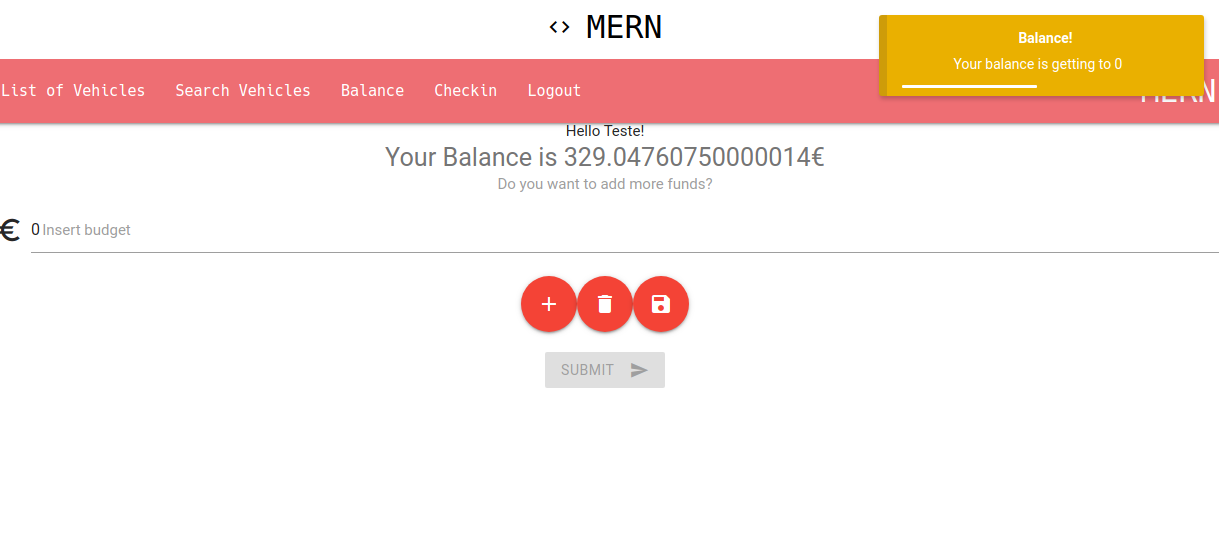 <> MERN
Balance!
Your balance is getting to 0
List of Vehicles Search Vehicles Balance Checkin Logout MERN
Hello Teste!
Your Balance is 329.04760750000014€
Do you want to add more funds?
€ 0 Insert budget
SUBMIT